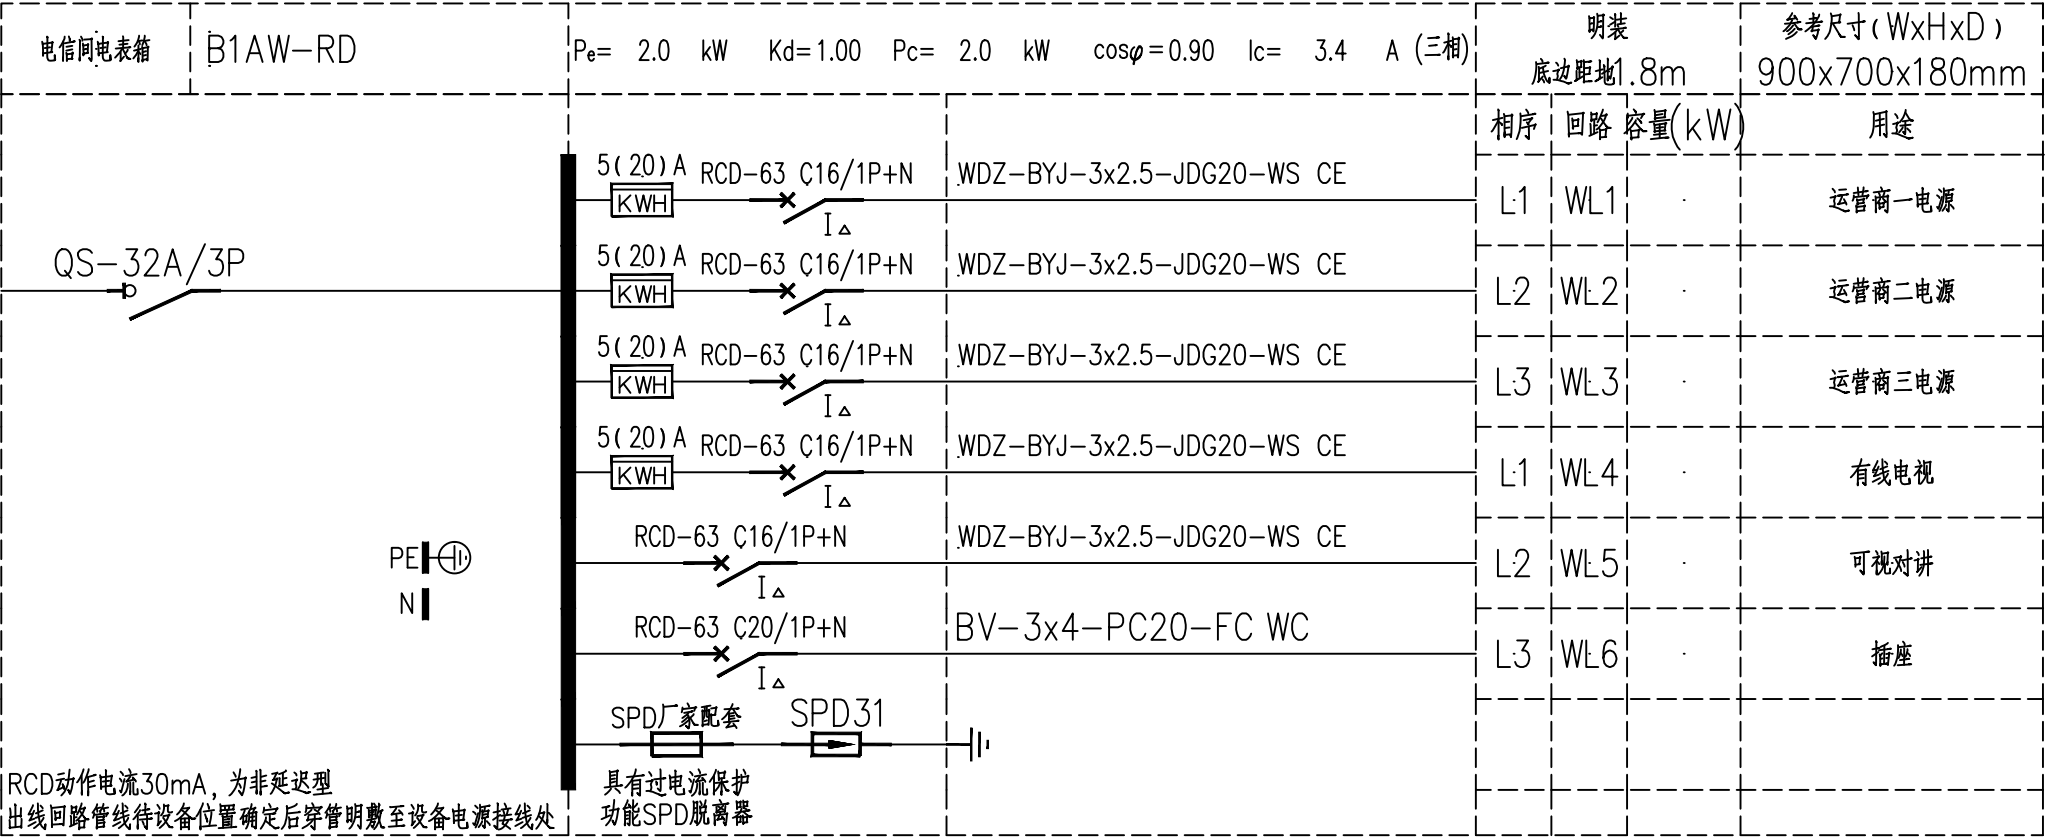 电信间电表箱 B1AW-RD Pe= 2.0 kW Kd=1.00 Pc= 2.0 kW cosφ=0.90 Ic= 3.4 A (三相) 明装 参考尺寸(WxHxD)
底边距地1.8m 900x700x180mm
相序 回路 容量(kW) 用途
5(20)A RCD-63 C16/1P+N WDZ-BYJ-3x2.5-JDG20-WS CE
KWH I△ L1 WL1 运营商一电源
QS-32A/3P
5(20)A RCD-63 C16/1P+N WDZ-BYJ-3x2.5-JDG20-WS CE
KWH I△ L2 WL2 运营商二电源
5(20)A RCD-63 C16/1P+N WDZ-BYJ-3x2.5-JDG20-WS CE
KWH I△ L3 WL3 运营商三电源
5(20)A RCD-63 C16/1P+N WDZ-BYJ-3x2.5-JDG20-WS CE
KWH I△ L1 WL4 有线电视
RCD-63 C16/1P+N WDZ-BYJ-3x2.5-JDG20-WS CE
PE I△ L2 WL5 可视对讲
N
RCD-63 C20/1P+N BV-3x4-PC20-FC WC
I△ L3 WL6 插座
SPD厂家配套 SPD31
RCD动作电流30mA, 为非延迟型
出线回路管线待设备位置确定后穿管明敷至设备电源接线处
具有过电流保护
功能SPD脱离器